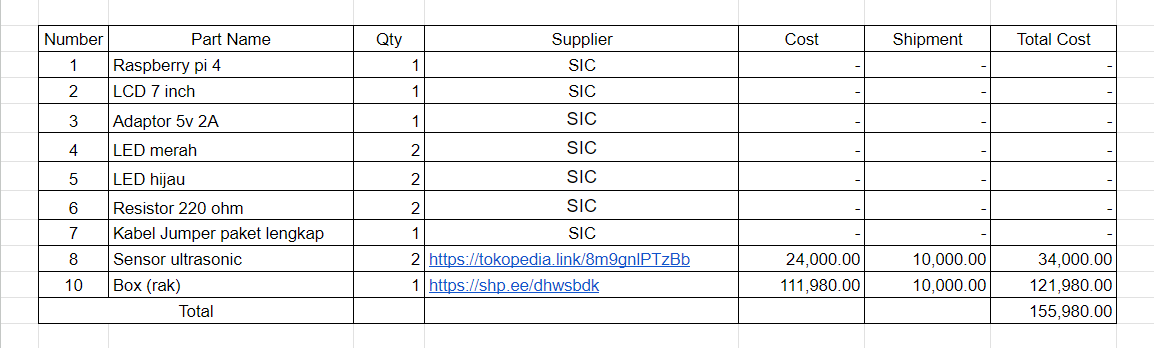 Number Part Name Qty Supplier Cost Shipment Total Cost
1 Raspberry pi 4 1 SIC - - -
2 LCD 7 inch 1 SIC - - -
3 Adaptor 5v 2A 1 SIC - - -
4 LED merah 2 SIC - - -
5 LED hijau 2 SIC - - -
6 Resistor 220 ohm 2 SIC - - -
7 Kabel Jumper paket lengkap 1 SIC - - -
8 Sensor ultrasonic 2 https://tokopedia.link/8m9gnlPTzBb 24,000.00 10,000.00 34,000.00
10 Box (rak) 1 https://shp.ee/dhwsbdk 111,980.00 10,000.00 121,980.00
Total 155,980.00